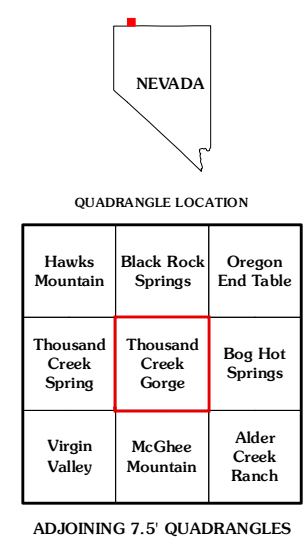 NEVADA
QUADRANGLE LOCATION
Hawks
Mountain
Black Rock
Springs
Oregon
End Table
Thousand
Creek
Spring
Thousand
Creek
Gorge
Bog Hot
Springs
Virgin
Valley
McGhee
Mountain
Alder
Creek
Ranch
ADJOINING 7.5' QUADRANGLES